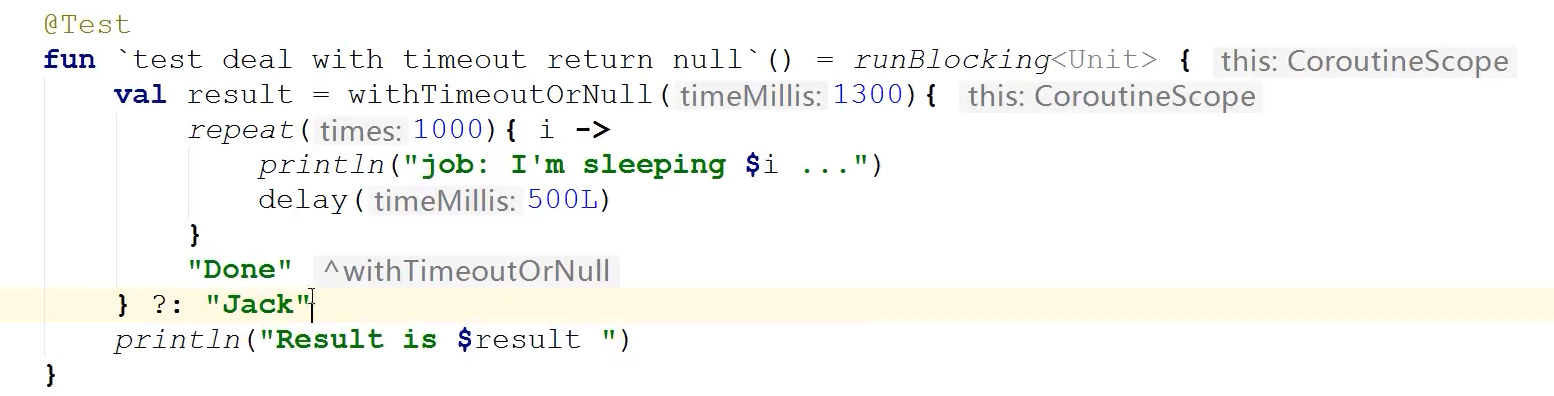 @Test
fun `test deal with timeout return null`() = runBlocking<Unit> { this: CoroutineScope
    val result = withTimeoutOrNull( timeMillis: 1300){ this: CoroutineScope
        repeat( times: 1000){ i ->
            println("job: I'm sleeping $i ...")
            delay( timeMillis: 500L)
        }
        "Done" ^withTimeoutOrNull
    } ?: "Jack"
    println("Result is $result ")
}